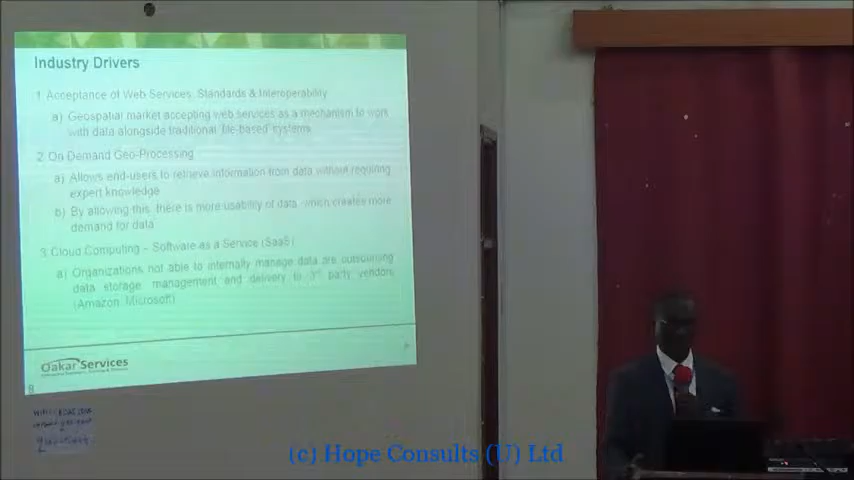 Industry Drivers
1 Acceptance of Web Services: Standards & Interoperability
a) Geospatial market accepting web services as a mechanism to work
with data alongside traditional 'file-based' systems
2 On Demand Geo-Processing
a) Allows end-users to retrieve information from data without requiring
expert knowledge
b) By allowing this, there is more usability of data, which creates more
demand for data
3 Cloud Computing – Software as a Service (SaaS)
a) Organizations not able to internally manage data are outsourcing
data storage, management and delivery to 3rd party vendors
(Amazon, Microsoft)
Oakar Services
8
(c) Hope Consults (U) Ltd